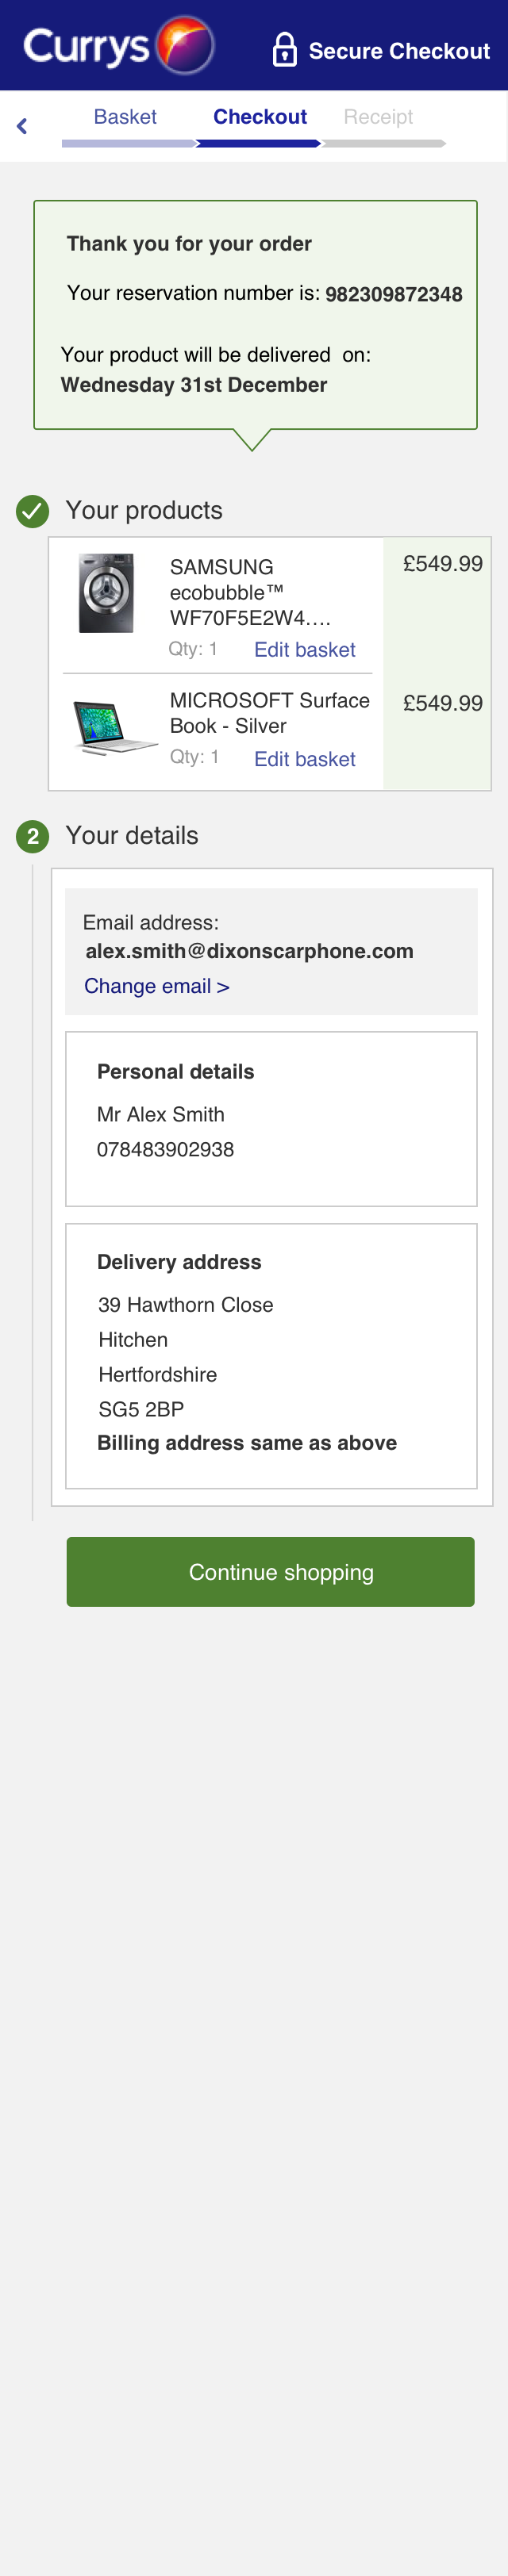 Currys
Secure Checkout
Basket Checkout Receipt
Thank you for your order
Your reservation number is: 982309872348
Your product will be delivered on:
Wednesday 31st December
Your products
SAMSUNG £549.99
ecobubble™
WF70F5E2W4....
Qty: 1 Edit basket
MICROSOFT Surface £549.99
Book - Silver
Qty: 1 Edit basket
2 Your details
Email address:
alex.smith@dixonscarphone.com
Change email >
Personal details
Mr Alex Smith
078483902938
Delivery address
39 Hawthorn Close
Hitchen
Hertfordshire
SG5 2BP
Billing address same as above
Continue shopping